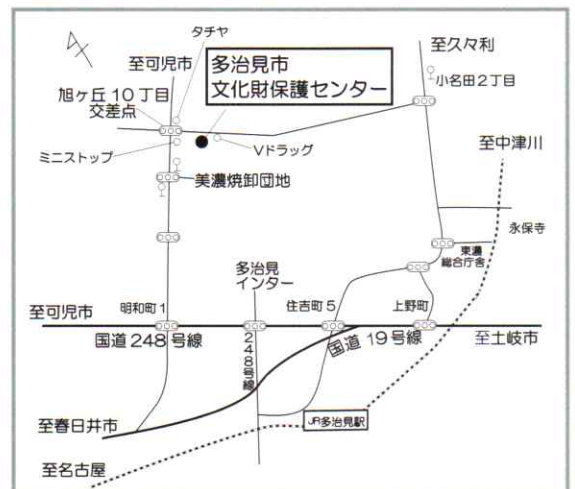 タチヤ
至可児市
多治見市
文化財保護センター
至久々利
小名田2丁目
旭ヶ丘10丁目
交差点
ミニストップ
Vドラッグ
至中津川
美濃焼卸団地
永保寺
東濃
総合庁舎
多治見
インター
至可児市
明和町1
住吉町5
上野町
国道248号線
248号線
国道19号線
至土岐市
至春日井市
JR多治見駅
至名古屋